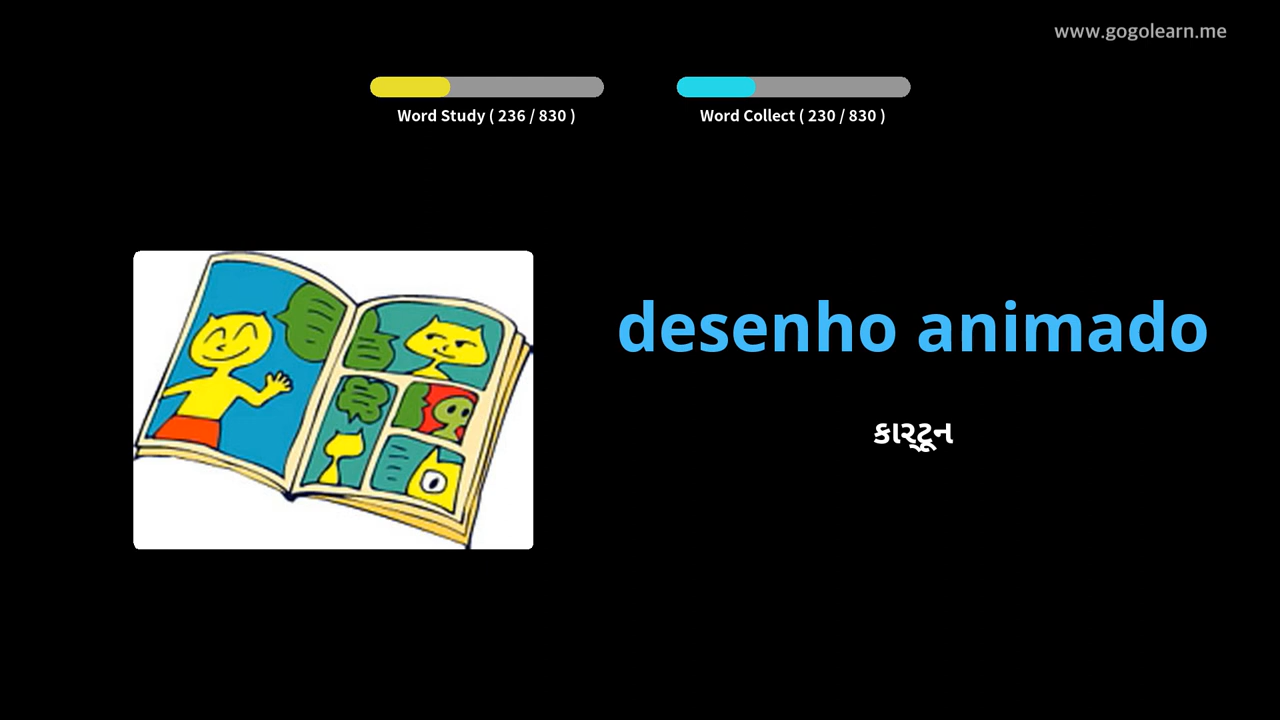 www.gogolearn.me
Word Study ( 236 / 830 )
Word Collect ( 230 / 830 )
desenho animado
કાર્ટૂન